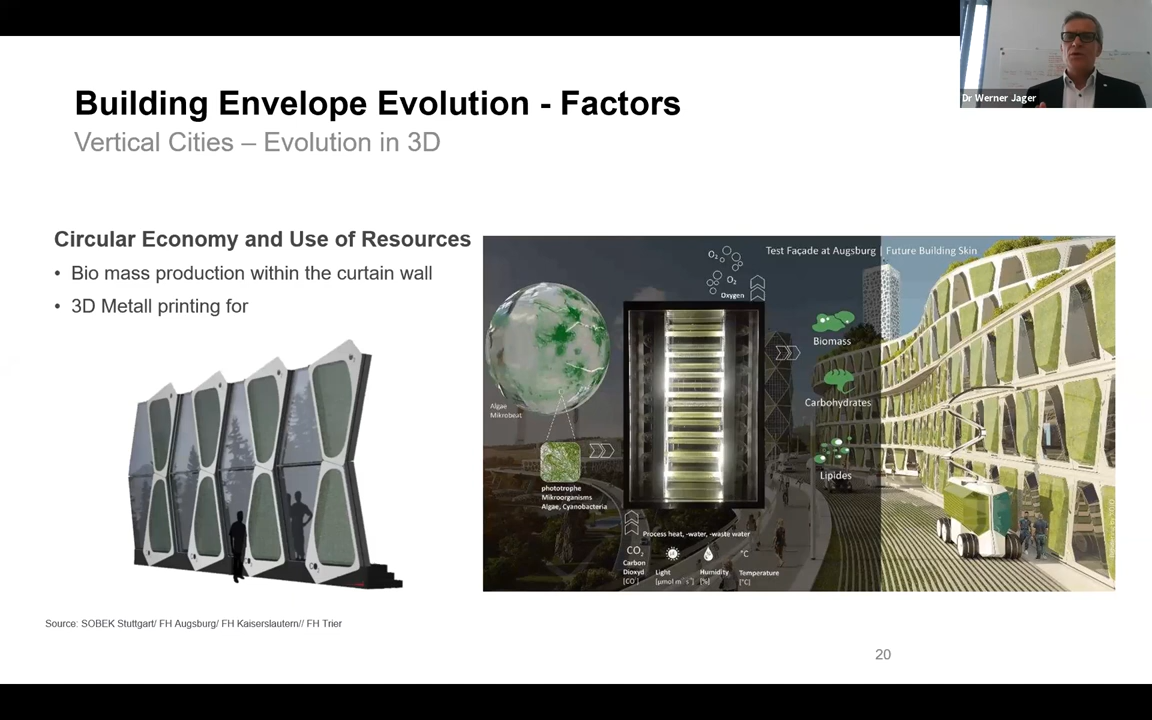 Dr Werner Jager
Building Envelope Evolution - Factors
Vertical Cities – Evolution in 3D
Circular Economy and Use of Resources
• Bio mass production within the curtain wall
• 3D Metall printing for
Test Façade at Augsburg | Future Building Skin
O₂
O₂
Oxygen
Biomass
Carbohydrates
Lipides
Algae
Mikrobeat
phototrophe
Mikroorganisms
Algae, Cyanobacteria
Process heat, -water, -waste water
CO₂
°C
Carbon
Dioxyd
Light
Humidity
[%]
Temperature
[°C]
Source: SOBEK Stuttgart/ FH Augsburg/ FH Kaiserslautern// FH Trier
20